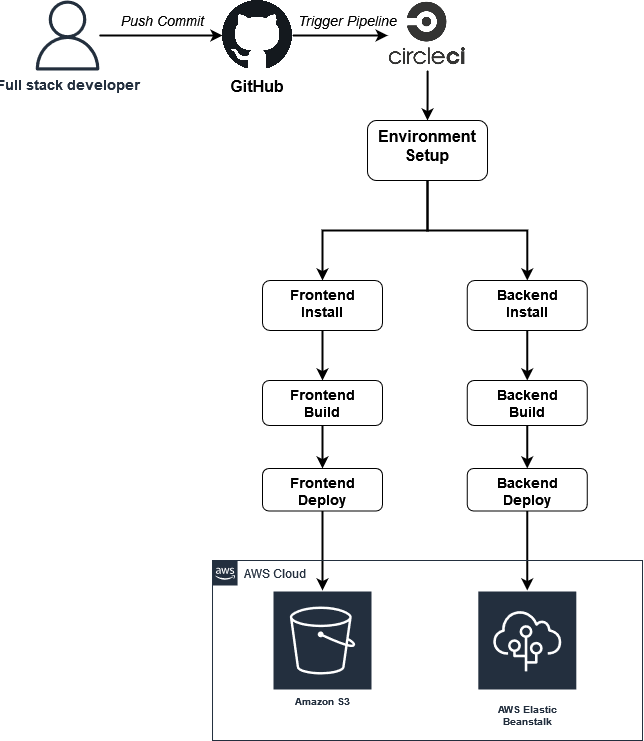 Push Commit
Trigger Pipeline
circleci
Full stack developer
GitHub
Environment
Setup
Frontend
Install
Backend
Install
Frontend
Build
Backend
Build
Frontend
Deploy
Backend
Deploy
aws
AWS Cloud
Amazon S3
AWS Elastic
Beanstalk